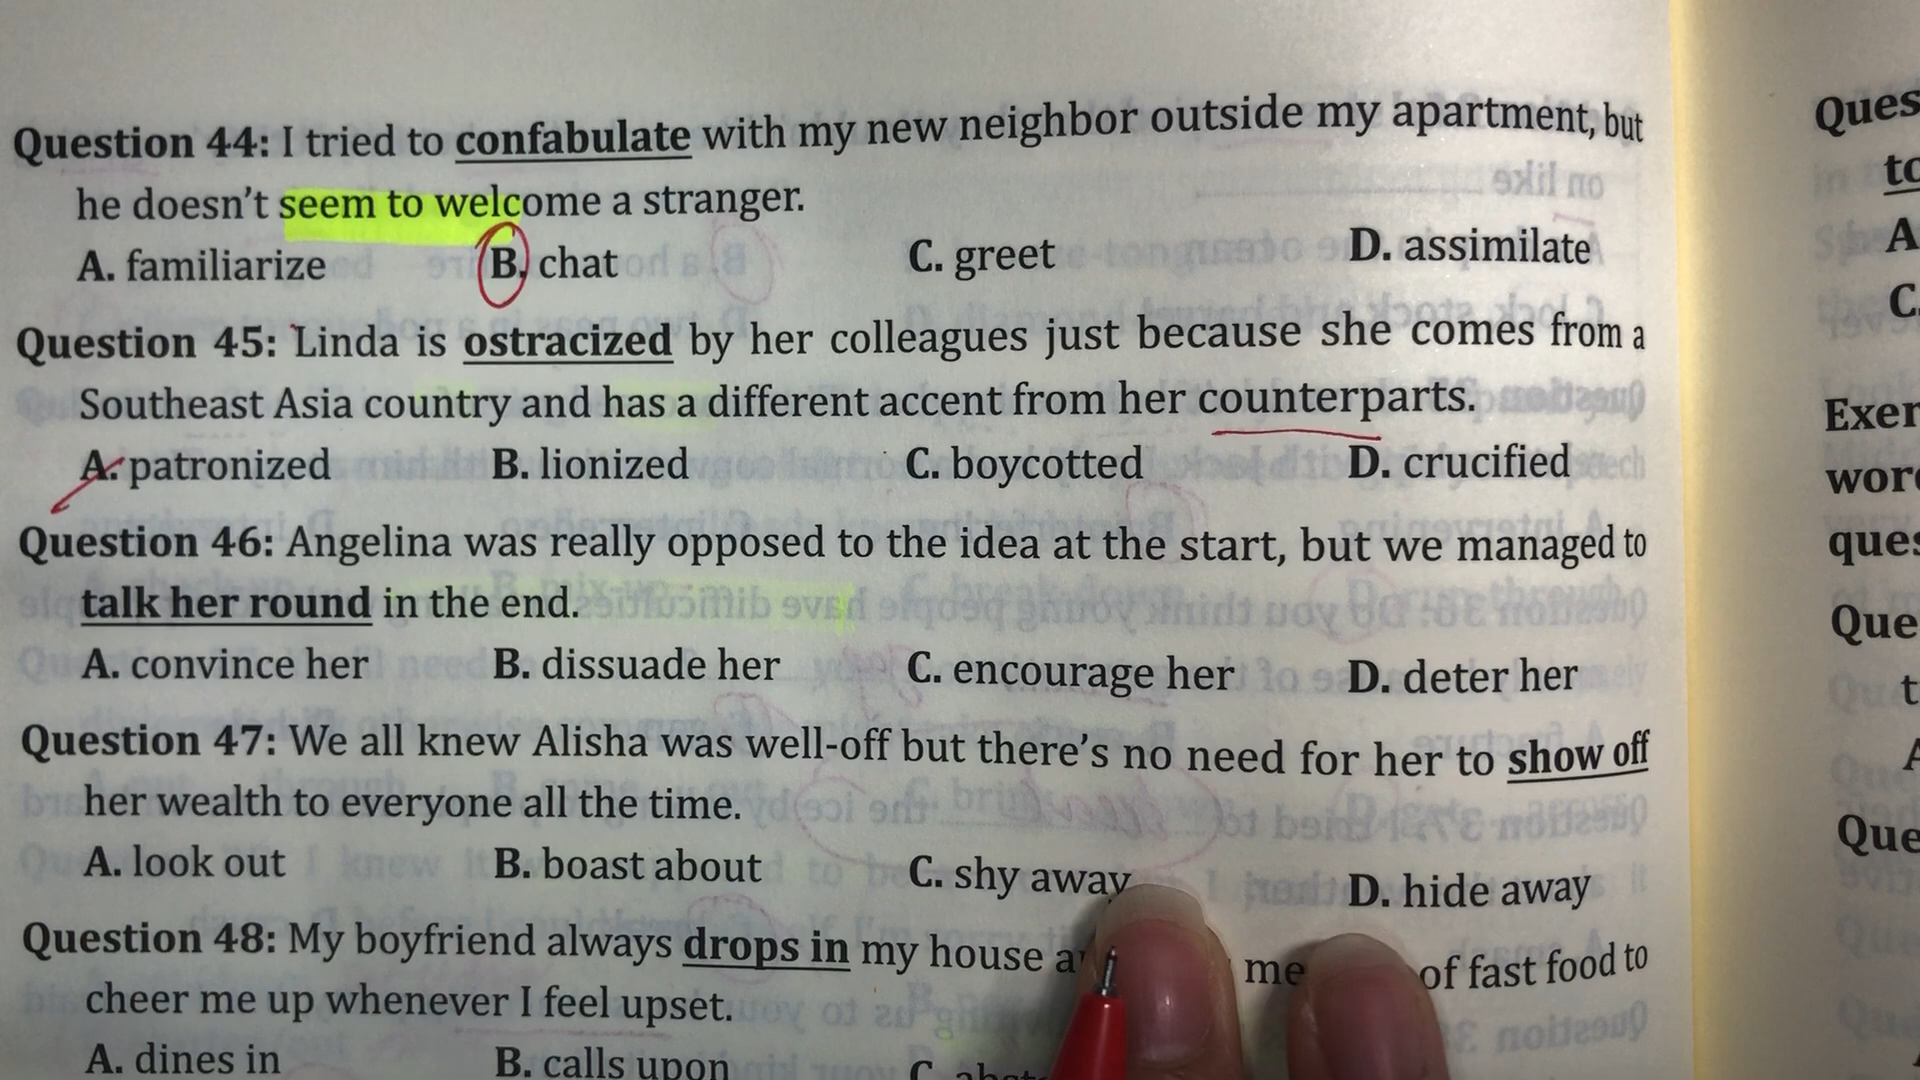 Question 44: I tried to confabulate with my new neighbor outside my apartment, but
he doesn't seem to welcome a stranger.
A. familiarize B. chat C. greet D. assimilate
Question 45: Linda is ostracized by her colleagues just because she comes from a
Southeast Asia country and has a different accent from her counterparts.
A. patronized B. lionized C. boycotted D. crucified
Question 46: Angelina was really opposed to the idea at the start, but we managed to
talk her round in the end.
A. convince her B. dissuade her C. encourage her D. deter her
Question 47: We all knew Alisha was well-off but there's no need for her to show off
her wealth to everyone all the time.
A. look out B. boast about C. shy away D. hide away
Question 48: My boyfriend always drops in my house me of fast food to
cheer me up whenever I feel upset.
A. dines in B. calls upon C.
Ques
A.
C.
Exer
word
ques
Que
Que